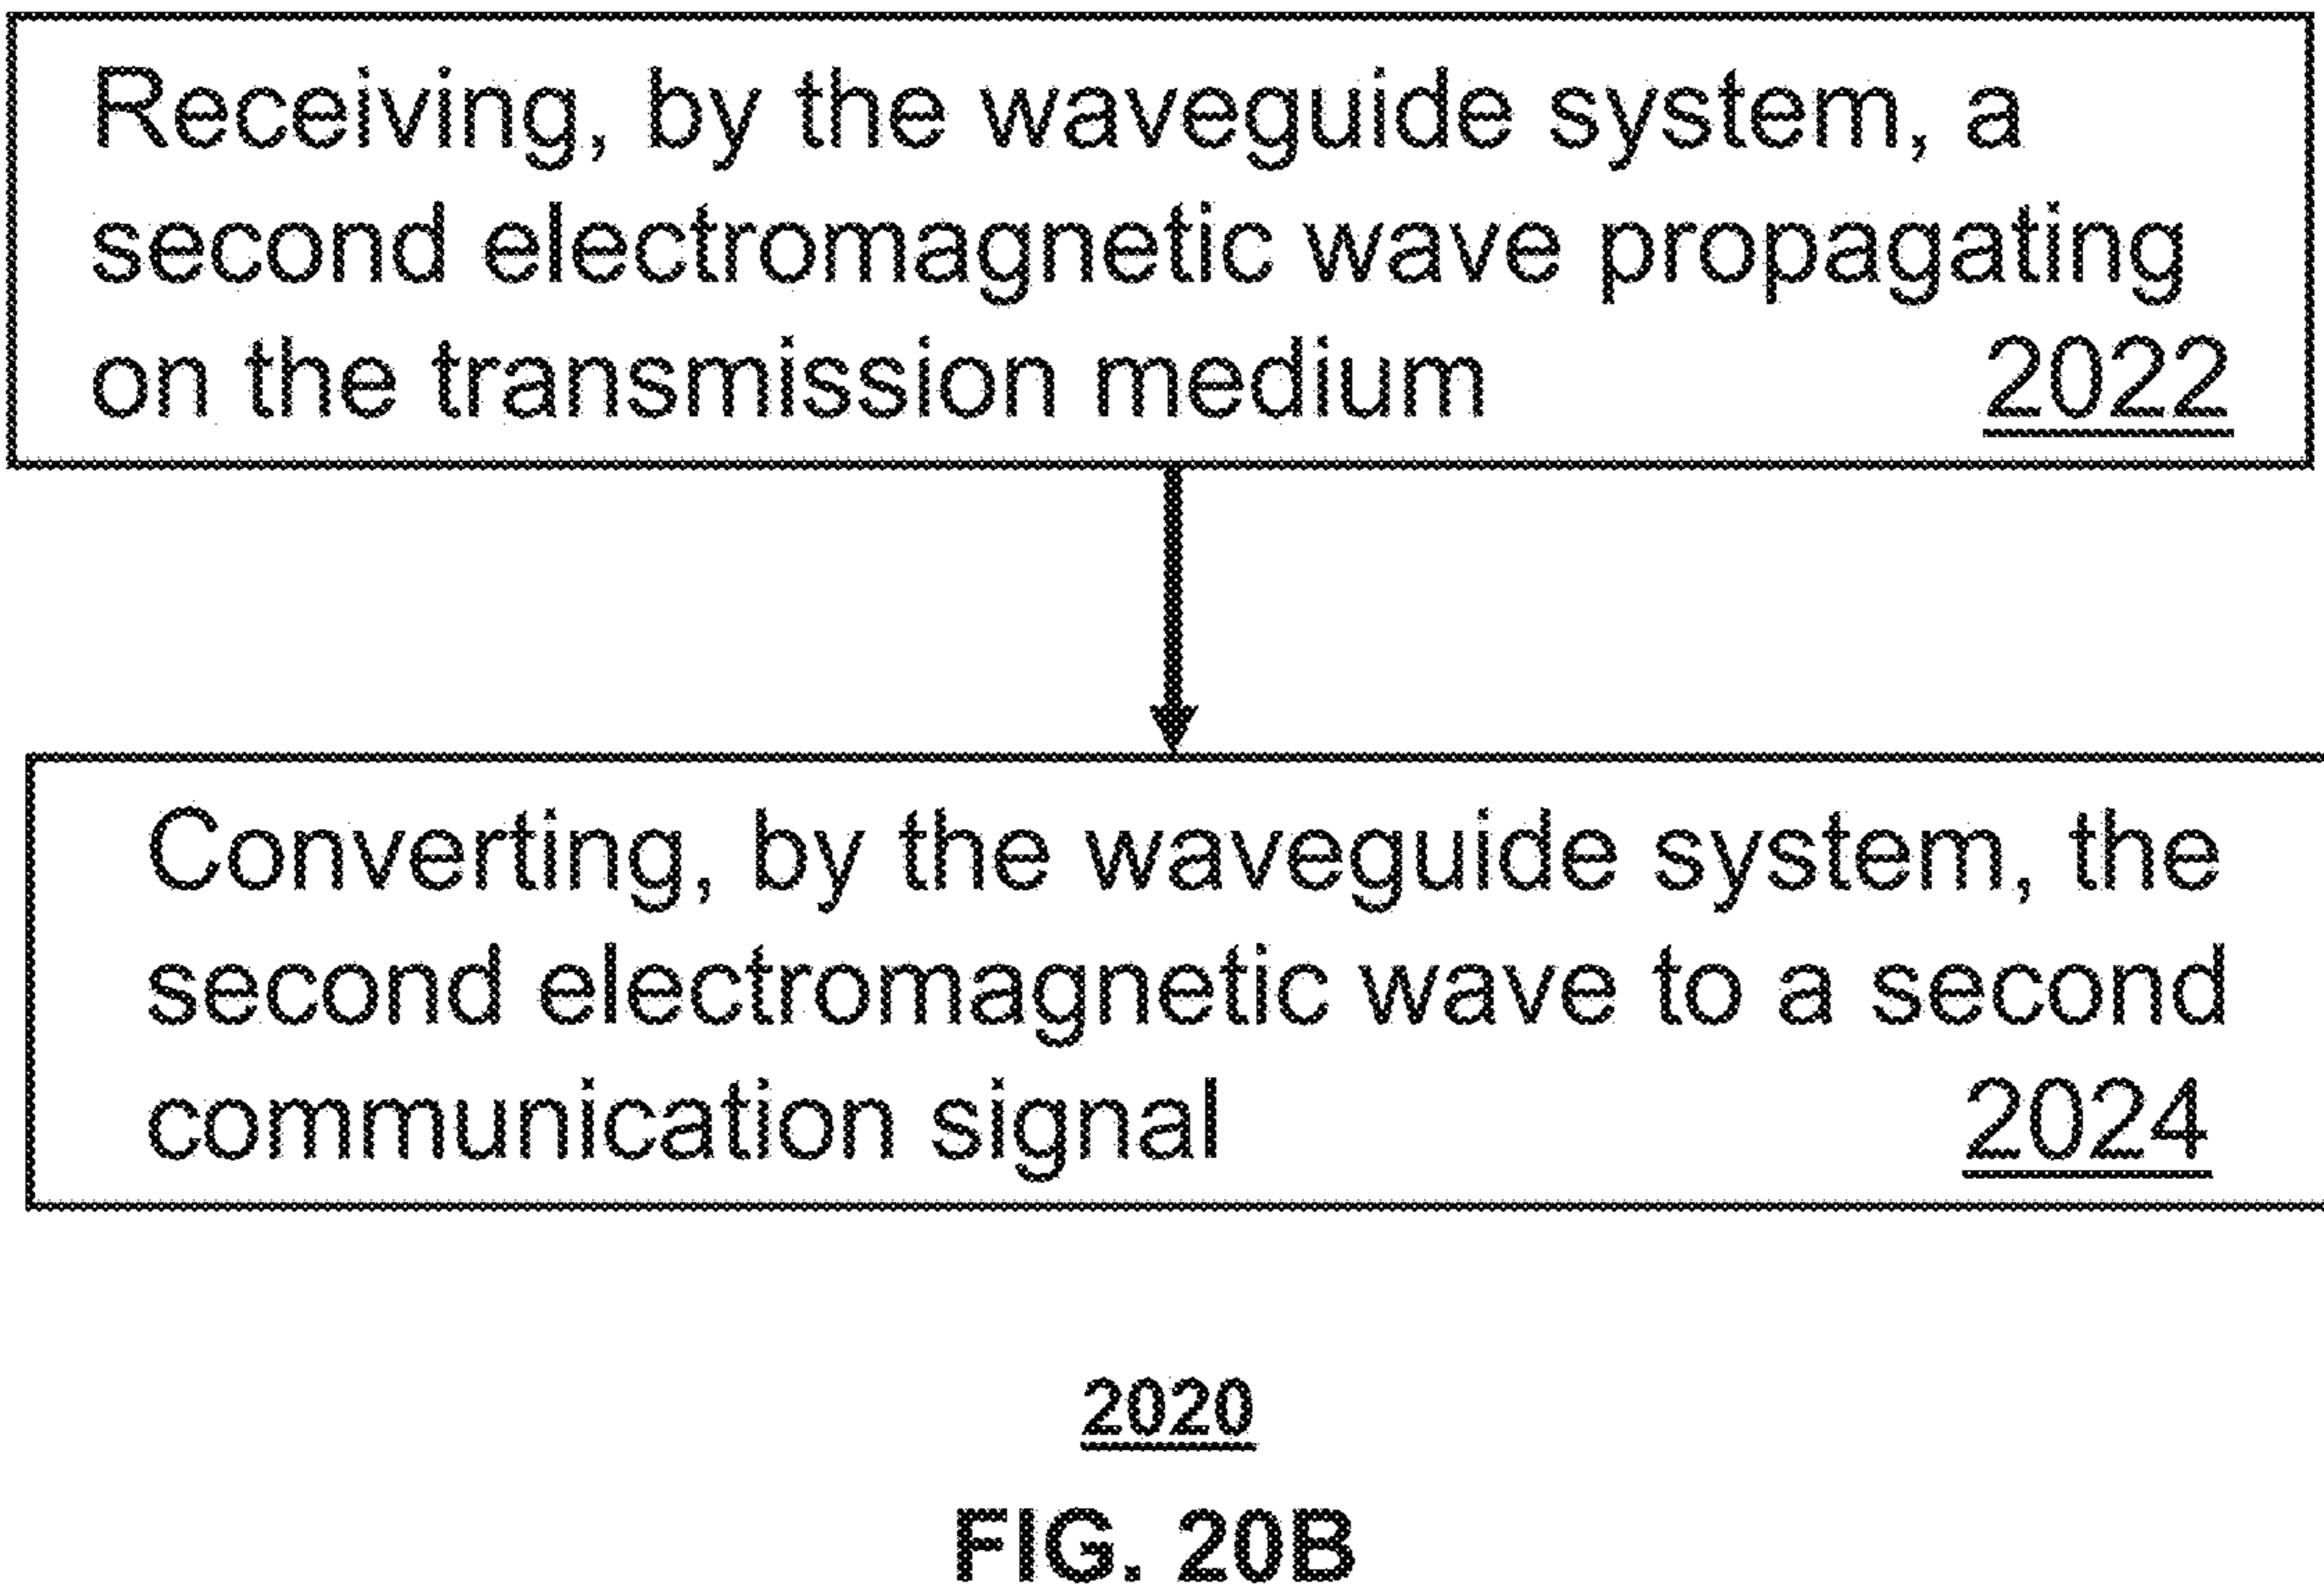 Receiving, by the waveguide system, a
second electromagnetic wave propagating
on the transmission medium 2022
Converting, by the waveguide system, the
second electromagnetic wave to a second
communication signal 2024
2020
FIG. 20B